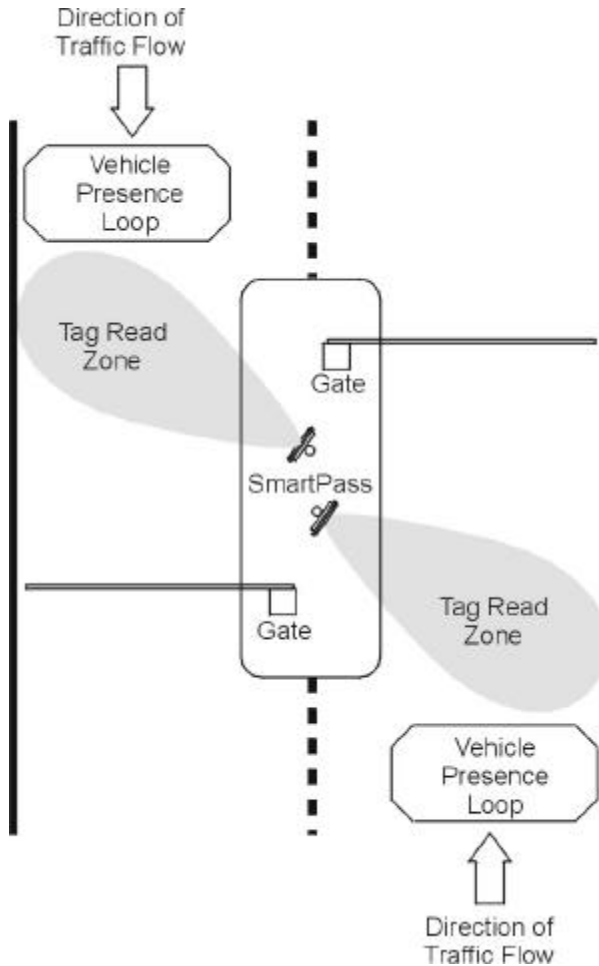 Direction of
Traffic Flow
Vehicle
Presence
Loop
Tag Read
Zone
Gate
SmartPass
Gate
Tag Read
Zone
Vehicle
Presence
Loop
Direction of
Traffic Flow